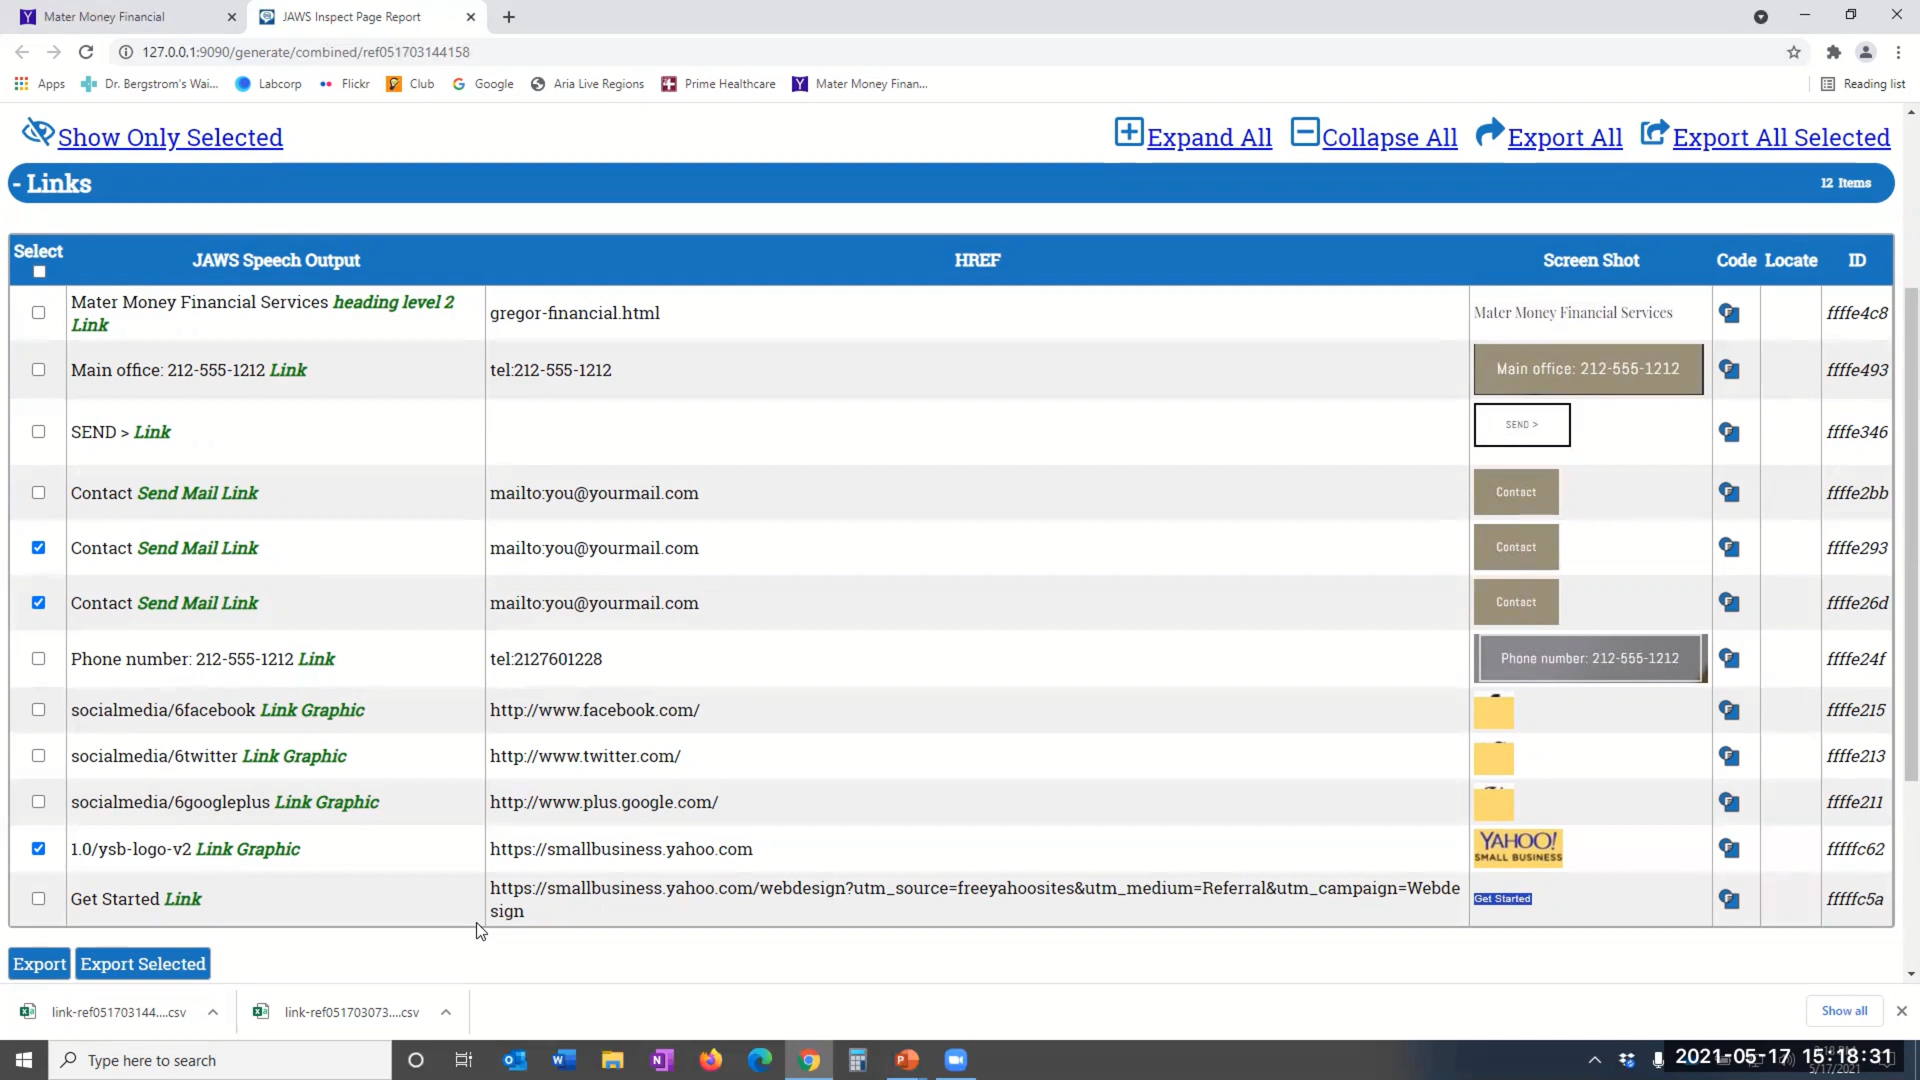 Mater Money Financial
JAWS Inspect Page Report
127.0.0.1:9090/generate/combined/ref051703144158
Apps
Dr. Bergstrom's Wai...
Labcorp
Flickr
Club
Google
Aria Live Regions
Prime Healthcare
Mater Money Finan...
Reading list
Show Only Selected
Expand All
Collapse All
Export All
Export All Selected
- Links
12 Items
Select
JAWS Speech Output
HREF
Screen Shot
Code
Locate
ID
Mater Money Financial Services heading level 2
Link
gregor-financial.html
Mater Money Financial Services
ffffe4c8
Main office: 212-555-1212 Link
tel:212-555-1212
Main office: 212-555-1212
ffffe493
SEND > Link
SEND >
ffffe346
Contact Send Mail Link
mailto:you@yourmail.com
Contact
ffffe2bb
Contact Send Mail Link
mailto:you@yourmail.com
Contact
ffffe293
Contact Send Mail Link
mailto:you@yourmail.com
Contact
ffffe26d
Phone number: 212-555-1212 Link
tel:2127601228
Phone number: 212-555-1212
ffffe24f
socialmedia/6facebook Link Graphic
http://www.facebook.com/
ffffe215
socialmedia/6twitter Link Graphic
http://www.twitter.com/
ffffe213
socialmedia/6googleplus Link Graphic
http://www.plus.google.com/
ffffe211
1.0/ysb-logo-v2 Link Graphic
https://smallbusiness.yahoo.com
YAHOO!
SMALL BUSINESS
fffffc62
Get Started Link
https://smallbusiness.yahoo.com/webdesign?utm_source=freeyahoosites&utm_medium=Referral&utm_campaign=Webde
sign
Get Started
fffffc5a
Export
Export Selected
link-ref051703144....csv
link-ref051703073....csv
Show all
Type here to search
2021-05-17 15:18:31
5/17/2021